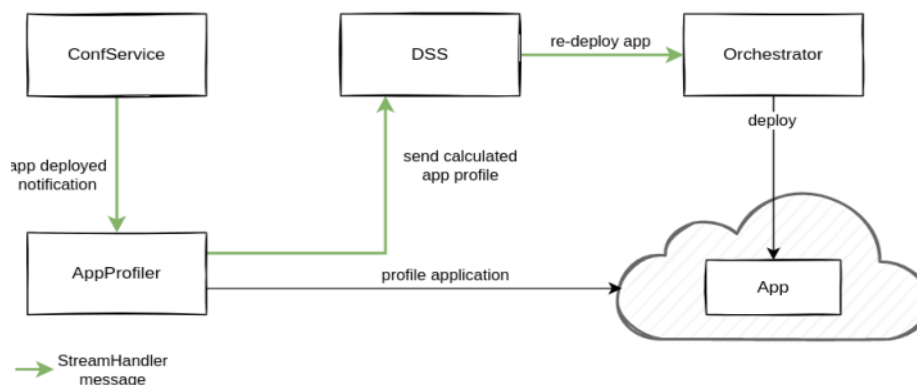 ConfService
DSS
re-deploy app
Orchestrator
deploy
app deployed
notification
send calculated
app profile
AppProfiler
profile application
App
StreamHandler
message